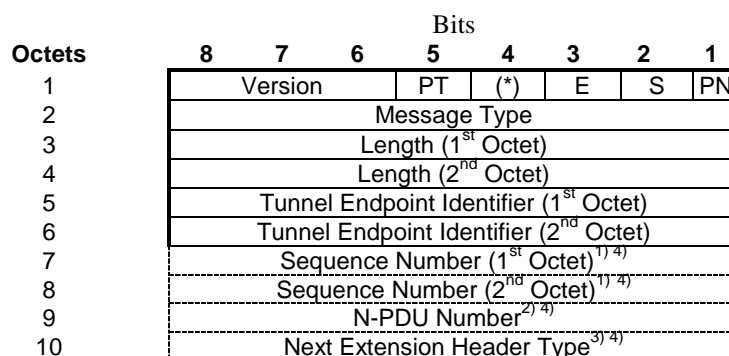 Bits
Octets 8 7 6 5 4 3 2 1
1 Version PT (*) E S PN
2 Message Type
3 Length (1st Octet)
4 Length (2nd Octet)
5 Tunnel Endpoint Identifier (1st Octet)
6 Tunnel Endpoint Identifier (2nd Octet)
7 Sequence Number (1st Octet)1) 4)
8 Sequence Number (2nd Octet)1) 4)
9 N-PDU Number2) 4)
10 Next Extension Header Type3) 4)